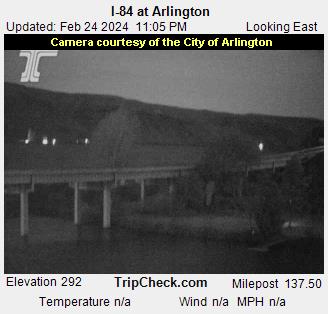 I-84 at Arlington
Updated: Feb 24 2024 11:05 PM Looking East
Camera courtesy of the City of Arlington
Elevation 292 TripCheck.com Milepost 137.50
Temperature n/a Wind n/a MPH n/a